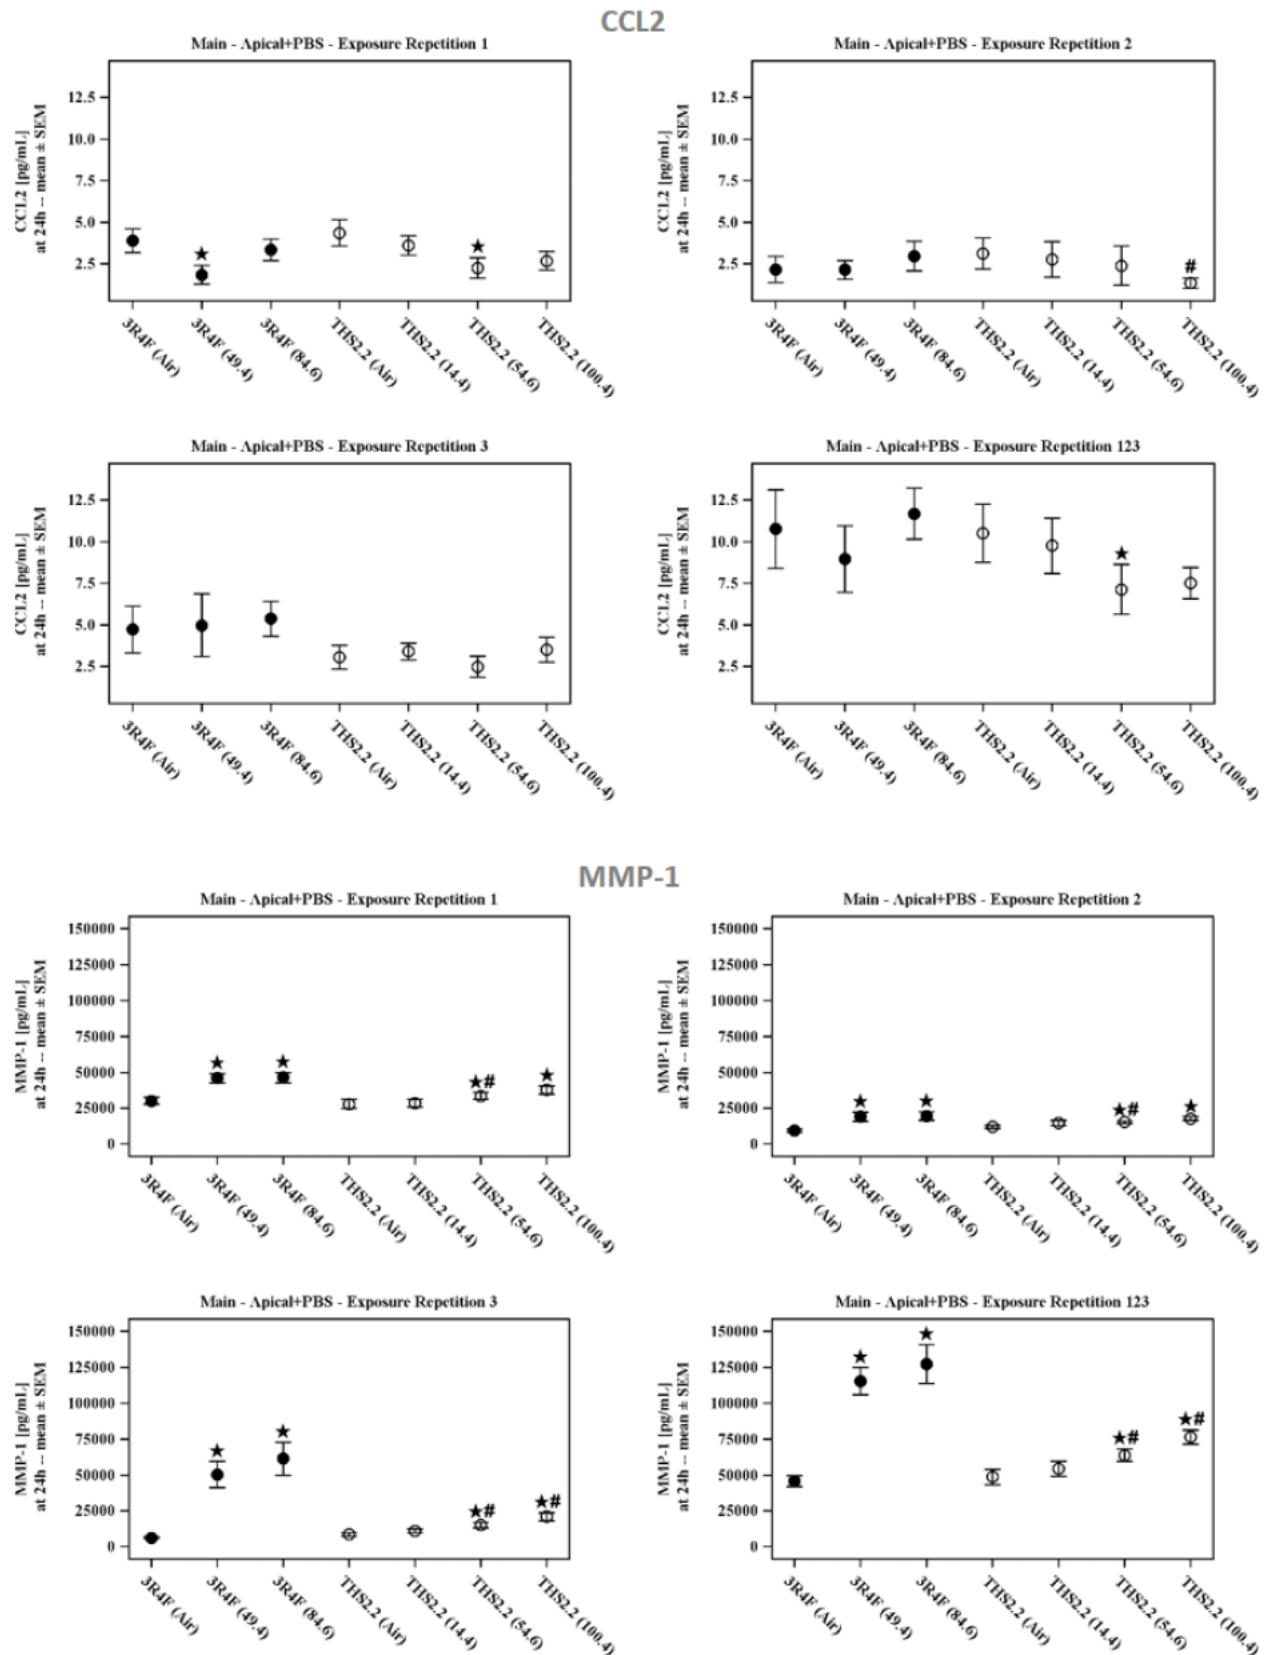 CCL2
Main - Apical+PBS - Exposure Repetition 1
CCL2 [pg/mL]
at 24h -- mean ± SEM
12.5
10.0
7.5
5.0
2.5
★
★
3R4F (Air)
3R4F (49.4)
3R4F (84.6)
THS2.2 (Air)
THS2.2 (14.4)
THS2.2 (54.6)
THS2.2 (100.4)
Main - Apical+PBS - Exposure Repetition 2
CCL2 [pg/mL]
at 24h -- mean ± SEM
12.5
10.0
7.5
5.0
2.5
#
3R4F (Air)
3R4F (49.4)
3R4F (84.6)
THS2.2 (Air)
THS2.2 (14.4)
THS2.2 (54.6)
THS2.2 (100.4)
Main - Apical+PBS - Exposure Repetition 3
CCL2 [pg/mL]
at 24h -- mean ± SEM
12.5
10.0
7.5
5.0
2.5
3R4F (Air)
3R4F (49.4)
3R4F (84.6)
THS2.2 (Air)
THS2.2 (14.4)
THS2.2 (54.6)
THS2.2 (100.4)
Main - Apical+PBS - Exposure Repetition 123
CCL2 [pg/mL]
at 24h -- mean ± SEM
12.5
10.0
7.5
5.0
2.5
★
3R4F (Air)
3R4F (49.4)
3R4F (84.6)
THS2.2 (Air)
THS2.2 (14.4)
THS2.2 (54.6)
THS2.2 (100.4)
MMP-1
Main - Apical+PBS - Exposure Repetition 1
MMP-1 [pg/mL]
at 24h -- mean ± SEM
150000
125000
100000
75000
50000
25000
0
★
★
★#
★
3R4F (Air)
3R4F (49.4)
3R4F (84.6)
THS2.2 (Air)
THS2.2 (14.4)
THS2.2 (54.6)
THS2.2 (100.4)
Main - Apical+PBS - Exposure Repetition 2
MMP-1 [pg/mL]
at 24h -- mean ± SEM
150000
125000
100000
75000
50000
25000
0
★
★
★#
★
3R4F (Air)
3R4F (49.4)
3R4F (84.6)
THS2.2 (Air)
THS2.2 (14.4)
THS2.2 (54.6)
THS2.2 (100.4)
Main - Apical+PBS - Exposure Repetition 3
MMP-1 [pg/mL]
at 24h -- mean ± SEM
150000
125000
100000
75000
50000
25000
0
★
★
★#
★#
3R4F (Air)
3R4F (49.4)
3R4F (84.6)
THS2.2 (Air)
THS2.2 (14.4)
THS2.2 (54.6)
THS2.2 (100.4)
Main - Apical+PBS - Exposure Repetition 123
MMP-1 [pg/mL]
at 24h -- mean ± SEM
150000
125000
100000
75000
50000
25000
0
★
★
★#
★#
3R4F (Air)
3R4F (49.4)
3R4F (84.6)
THS2.2 (Air)
THS2.2 (14.4)
THS2.2 (54.6)
THS2.2 (100.4)